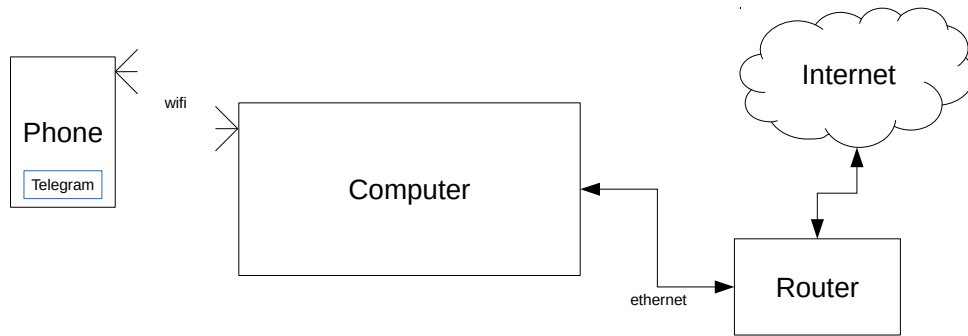 Phone
Telegram
wifi
Computer
ethernet
Router
Internet